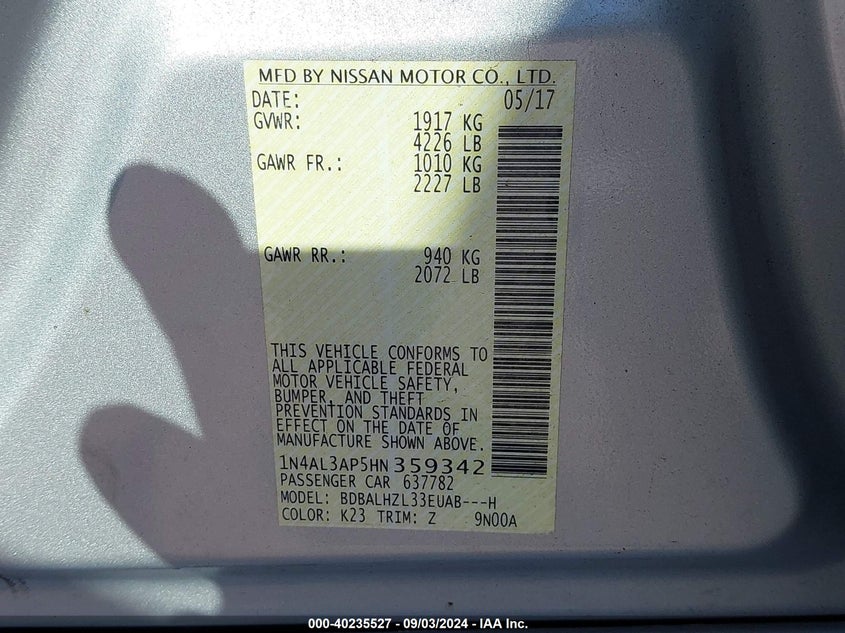 MFD BY NISSAN MOTOR CO., LTD.
DATE: 05/17
GVWR: 1917 KG
4226 LB
GAWR FR.: 1010 KG
2227 LB
GAWR RR.: 940 KG
2072 LB
THIS VEHICLE CONFORMS TO
ALL APPLICABLE FEDERAL
MOTOR VEHICLE SAFETY,
BUMPER, AND THEFT
PREVENTION STANDARDS IN
EFFECT ON THE DATE OF
MANUFACTURE SHOWN ABOVE.
1N4AL3AP5HN359342
PASSENGER CAR 637782
MODEL: BDBALHZL33EUAB---H
COLOR: K23 TRIM: Z 9N00A
000-40235527 - 09/03/2024 - IAA Inc.